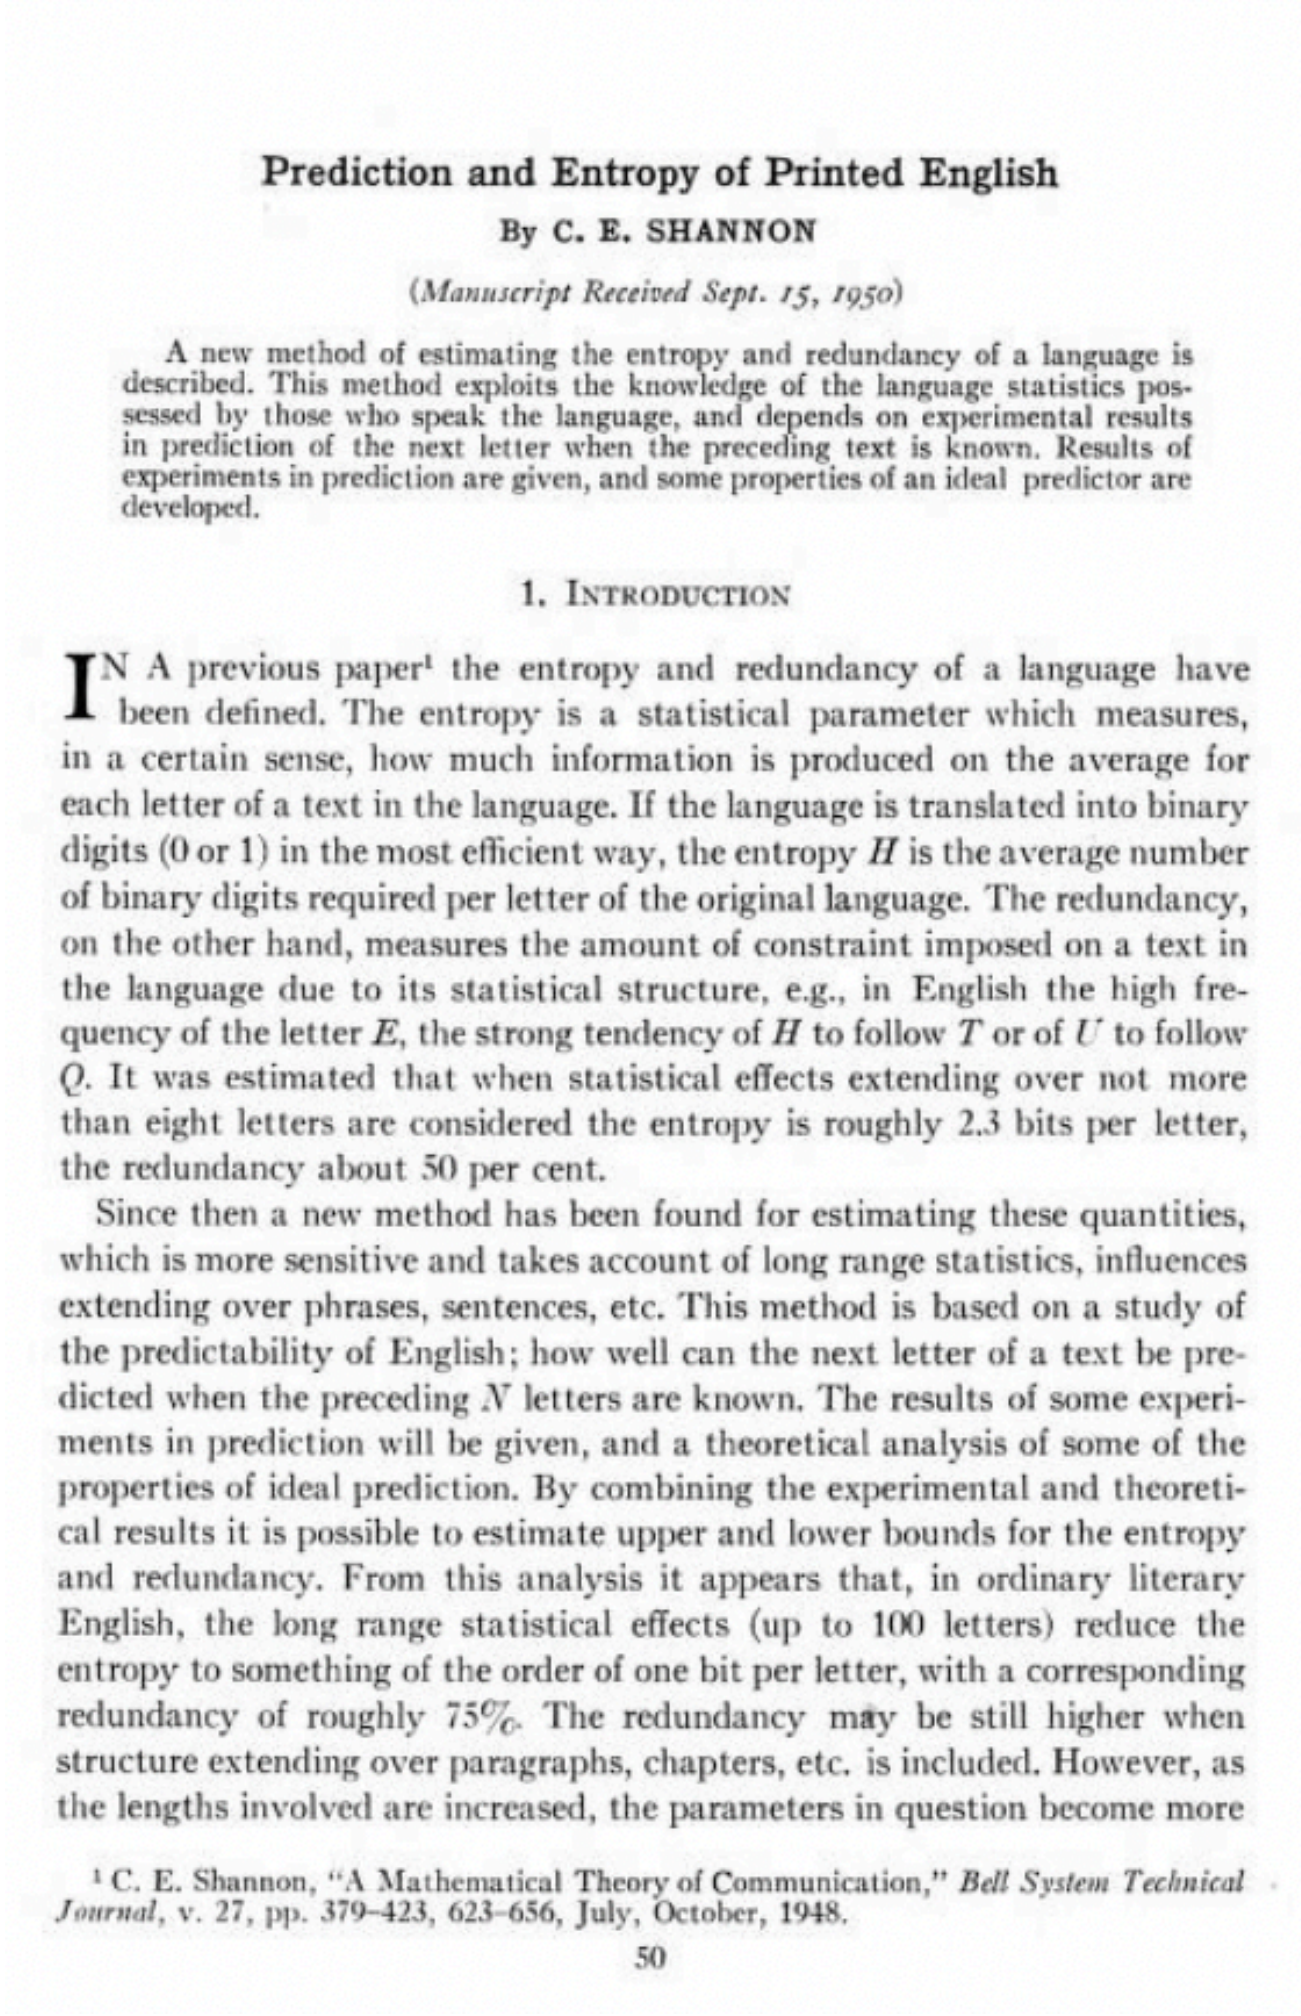 Prediction and Entropy of Printed English
By C. E. SHANNON
(Manuscript Received Sept. 15, 1950)
A new method of estimating the entropy and redundancy of a language is
described. This method exploits the knowledge of the language statistics pos-
sessed by those who speak the language, and depends on experimental results
in prediction of the next letter when the preceding text is known. Results of
experiments in prediction are given, and some properties of an ideal predictor are
developed.
1. INTRODUCTION
IN A previous paper¹ the entropy and redundancy of a language have
been defined. The entropy is a statistical parameter which measures,
in a certain sense, how much information is produced on the average for
each letter of a text in the language. If the language is translated into binary
digits (0 or 1) in the most efficient way, the entropy H is the average number
of binary digits required per letter of the original language. The redundancy,
on the other hand, measures the amount of constraint imposed on a text in
the language due to its statistical structure, e.g., in English the high fre-
quency of the letter E, the strong tendency of H to follow T or of U to follow
Q. It was estimated that when statistical effects extending over not more
than eight letters are considered the entropy is roughly 2.3 bits per letter,
the redundancy about 50 per cent.
Since then a new method has been found for estimating these quantities,
which is more sensitive and takes account of long range statistics, influences
extending over phrases, sentences, etc. This method is based on a study of
the predictability of English; how well can the next letter of a text be pre-
dicted when the preceding N letters are known. The results of some experi-
ments in prediction will be given, and a theoretical analysis of some of the
properties of ideal prediction. By combining the experimental and theoreti-
cal results it is possible to estimate upper and lower bounds for the entropy
and redundancy. From this analysis it appears that, in ordinary literary
English, the long range statistical effects (up to 100 letters) reduce the
entropy to something of the order of one bit per letter, with a corresponding
redundancy of roughly 75%. The redundancy may be still higher when
structure extending over paragraphs, chapters, etc. is included. However, as
the lengths involved are increased, the parameters in question become more
¹ C. E. Shannon, "A Mathematical Theory of Communication," Bell System Technical
Journal, v. 27, pp. 379–423, 623–656, July, October, 1948.
50